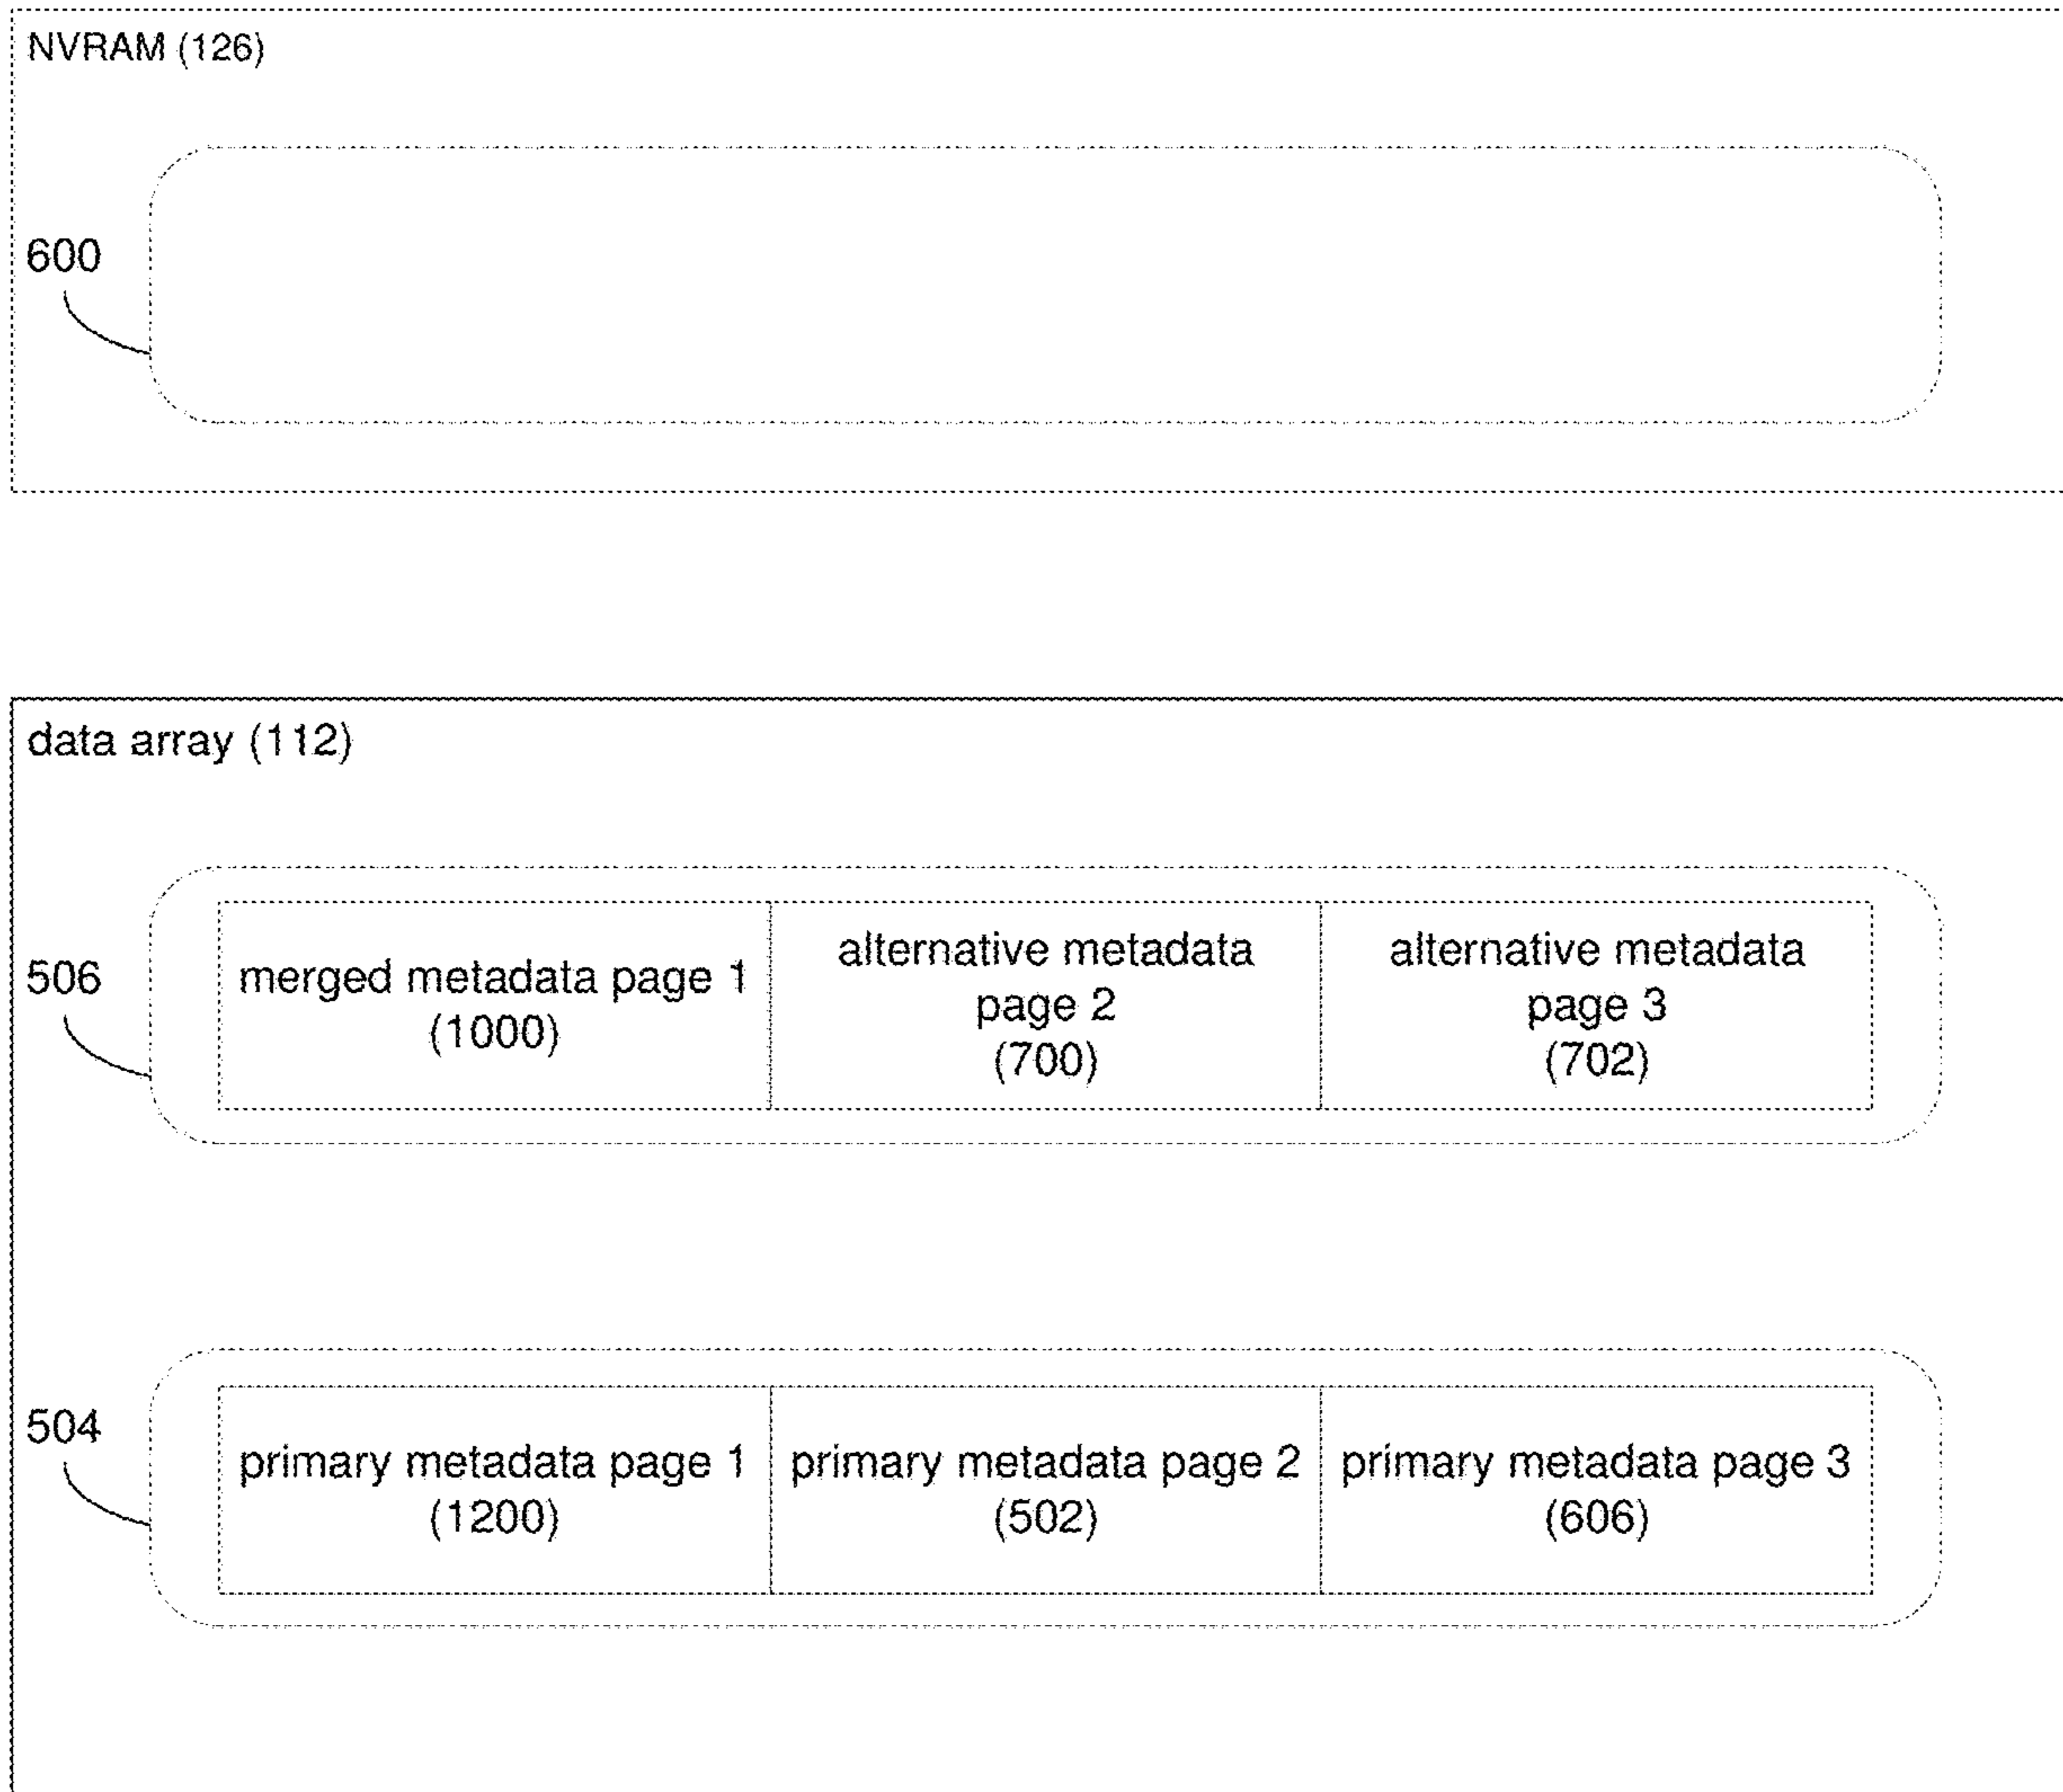 NVRAM (126)
600
data array (112)
506
merged metadata page 1
(1000)
alternative metadata
page 2
(700)
alternative metadata
page 3
(702)
504
primary metadata page 1
(1200)
primary metadata page 2
(502)
primary metadata page 3
(606)